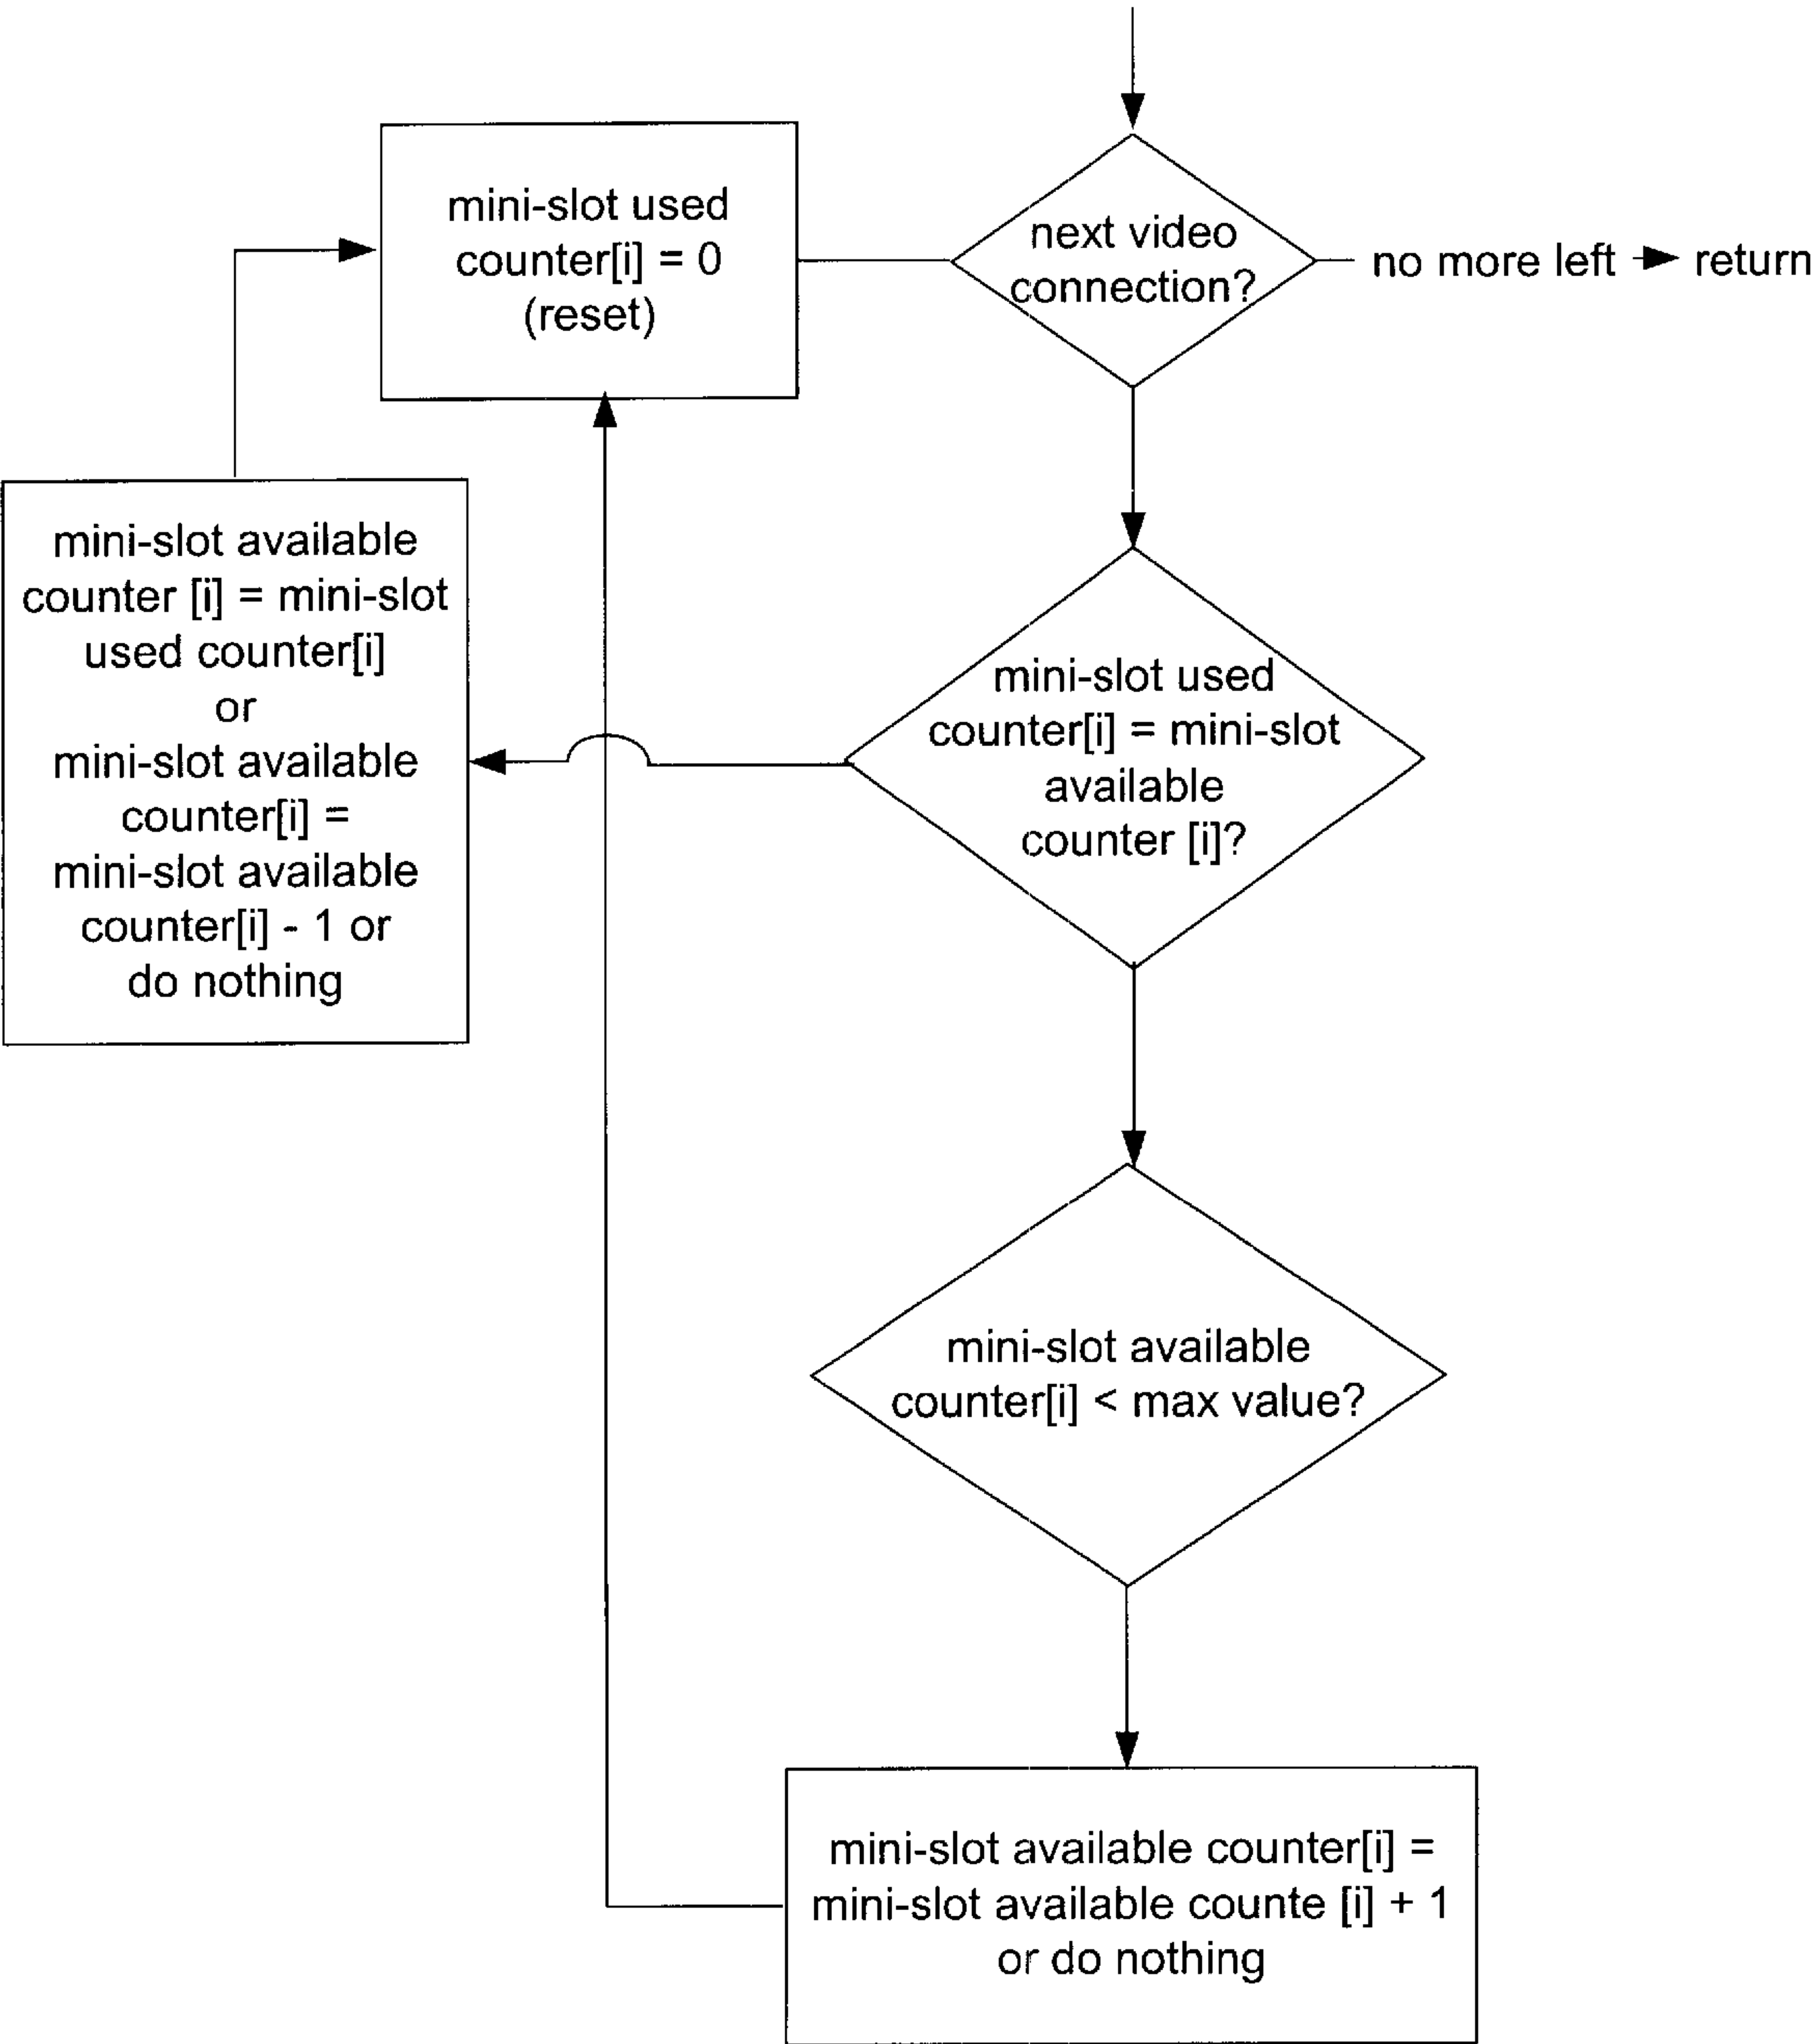 mini-slot used
counter[i] = 0
(reset)
next video
connection?
no more left
return
mini-slot available
counter [i] = mini-slot
used counter[i]
or
mini-slot available
counter[i] =
mini-slot available
counter[i] - 1 or
do nothing
mini-slot used
counter[i] = mini-slot
available
counter [i]?
mini-slot available
counter[i] < max value?
mini-slot available counter[i] =
mini-slot available counte [i] + 1
or do nothing